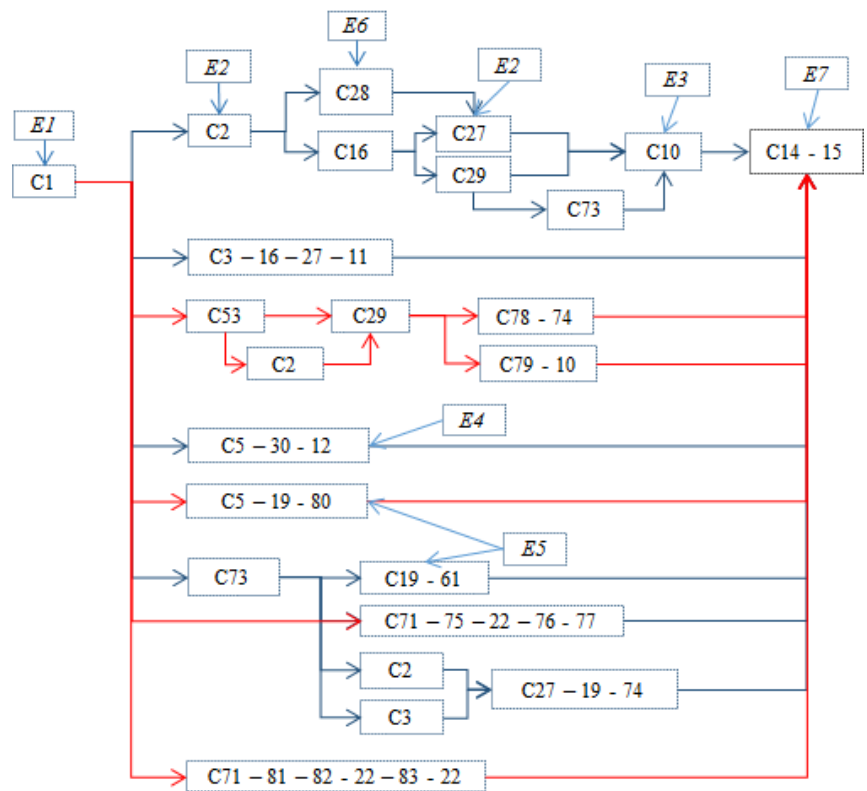 E6
E2
E2
E3
E7
E1
C28
C2
C27
C16
C10
C14 - 15
C1
C29
C73
C3 – 16 – 27 – 11
C53
C29
C78 - 74
C2
C79 - 10
E4
C5 – 30 - 12
C5 – 19 - 80
E5
C73
C19 - 61
C71 – 75 – 22 – 76 - 77
C2
C27 – 19 - 74
C3
C71 – 81 – 82 - 22 – 83 - 22